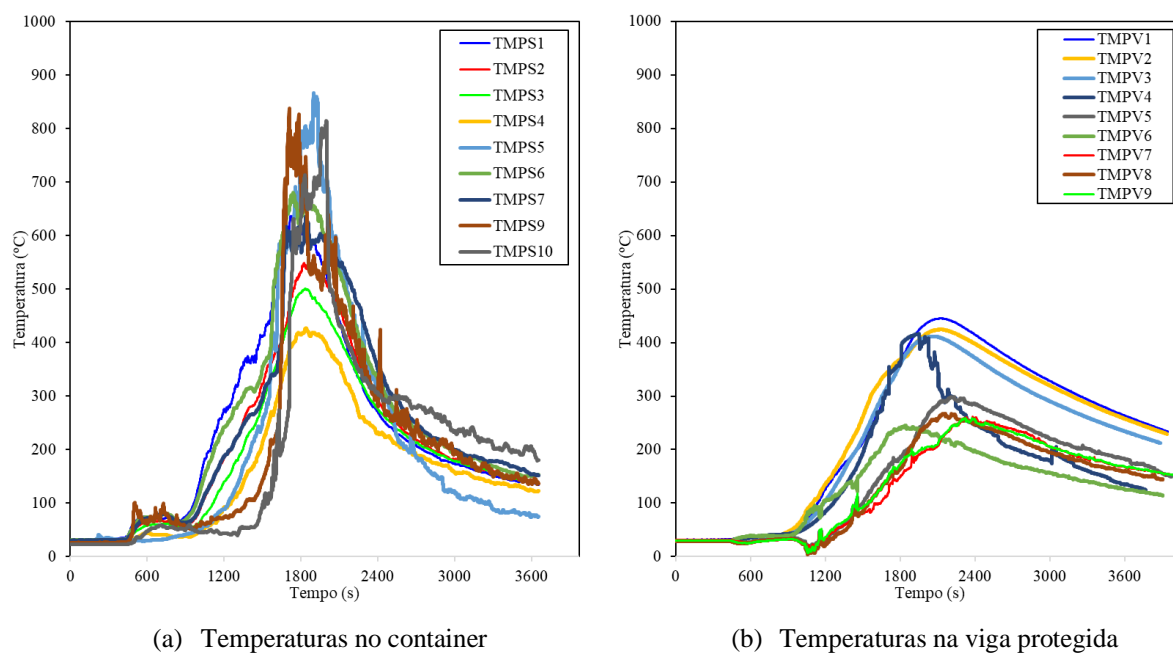 1000
900
800
700
600
500
400
300
200
100
0
Temperatura (°C)
TMPS1
TMPS2
TMPS3
TMPS4
TMPS5
TMPS6
TMPS7
TMPS9
TMPS10
0 600 1200 1800 2400 3000 3600
Tempo (s)
(a) Temperaturas no container
1000
900
800
700
600
500
400
300
200
100
0
Temperatura (°C)
TMPV1
TMPV2
TMPV3
TMPV4
TMPV5
TMPV6
TMPV7
TMPV8
TMPV9
0 600 1200 1800 2400 3000 3600
Tempo (s)
(b) Temperaturas na viga protegida